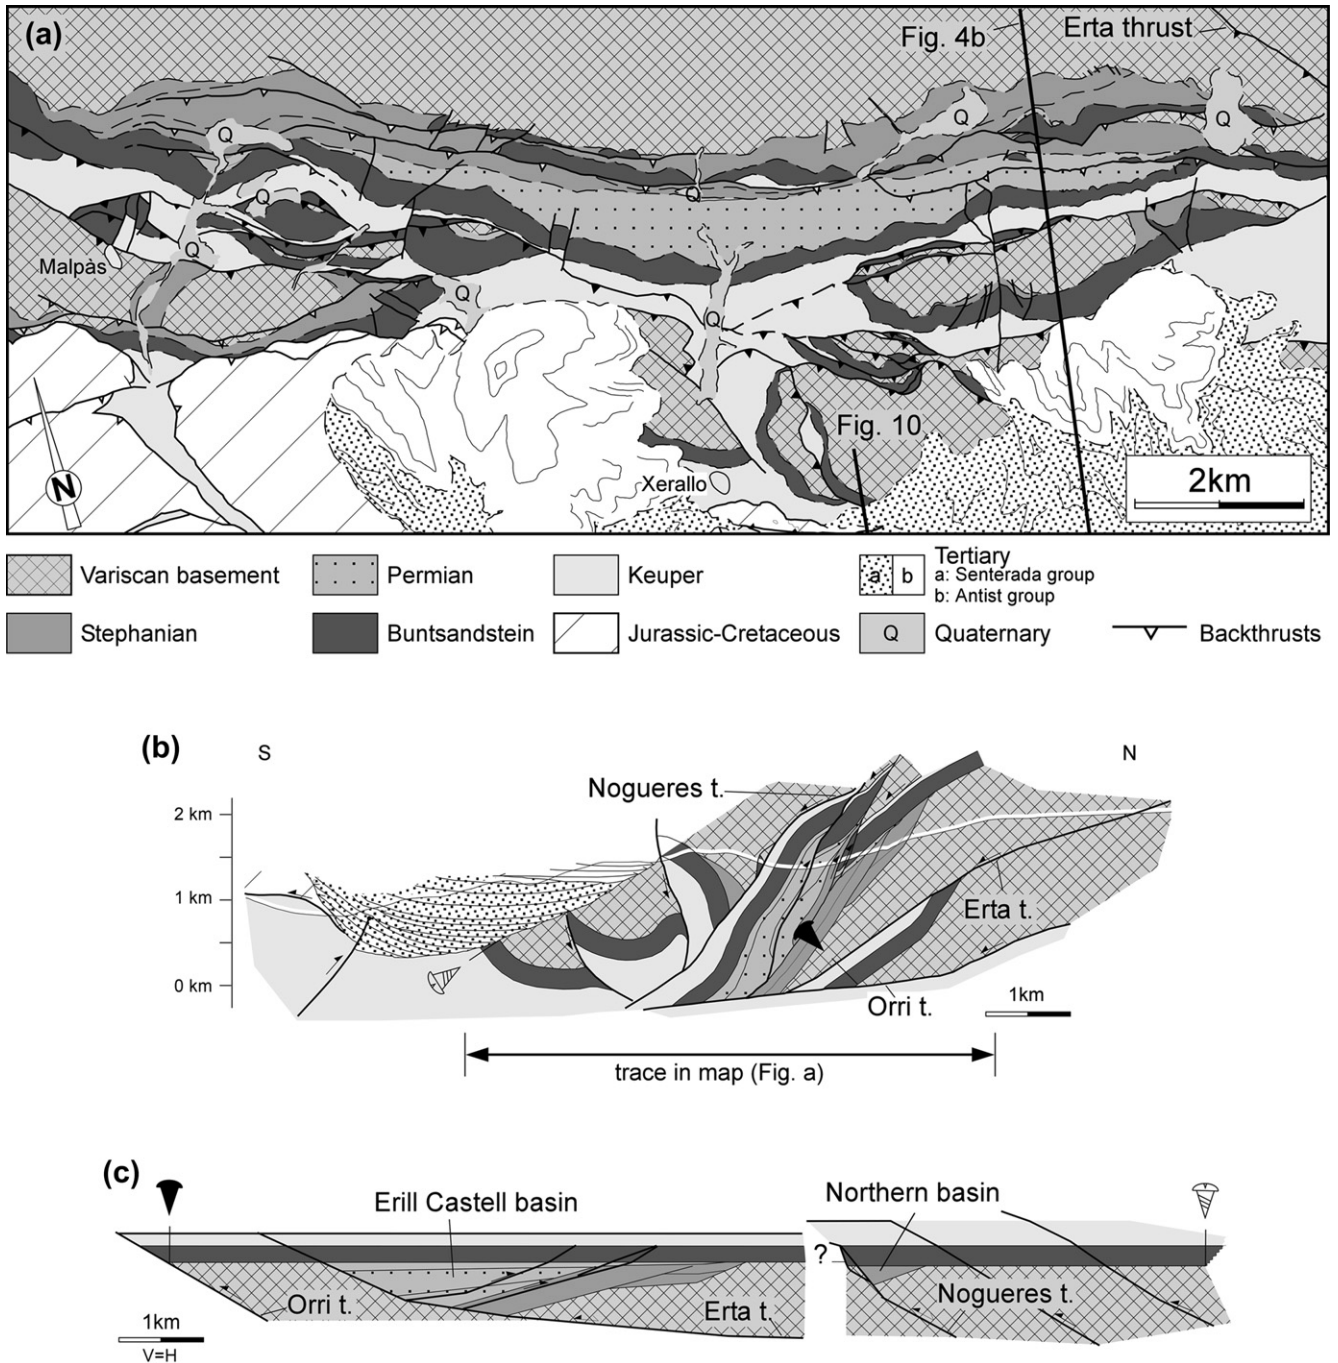 (a)
Fig. 4b
Erta thrust
Q
Q
Q
Q
Q
Q
Malpàs
Q
Q
Fig. 10
Xerallo
N
2km
Variscan basement
Permian
Keuper
a
b
Tertiary
a: Senterada group
b: Antist group
Stephanian
Buntsandstein
Jurassic-Cretaceous
Q
Quaternary
Backthrusts
(b)
S
N
Nogueres t.
2 km
1 km
Erta t.
0 km
Orri t.
1km
trace in map (Fig. a)
(c)
Erill Castell basin
Northern basin
?
Orri t.
Erta t.
Nogueres t.
1km
V=H